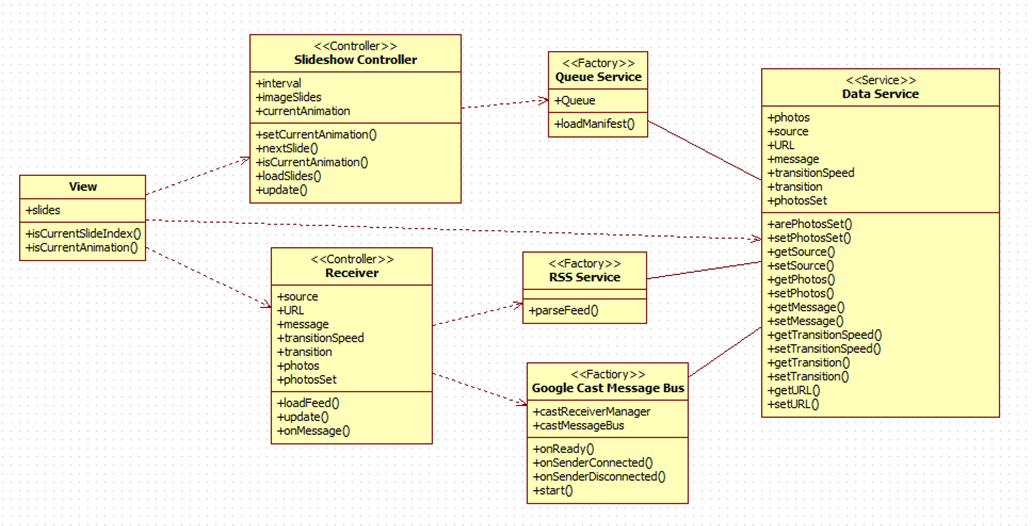 <<Controller>>
Slideshow Controller
+interval
+imageSlides
+currentAnimation
+setCurrentAnimation()
+nextSlide()
+isCurrentAnimation()
+loadSlides()
+update()
<<Factory>>
Queue Service
+Queue
+loadManifest()
<<Service>>
Data Service
+photos
+source
+URL
+message
+transitionSpeed
+transition
+photosSet
+arePhotosSet()
+setPhotosSet()
+getSource()
+setSource()
+getPhotos()
+setPhotos()
+getMessage()
+setMessage()
+getTransitionSpeed()
+setTransitionSpeed()
+getTransition()
+setTransition()
+getURL()
+setURL()
View
+slides
+isCurrentSlideIndex()
+isCurrentAnimation()
<<Controller>>
Receiver
+source
+URL
+message
+transitionSpeed
+transition
+photos
+photosSet
+loadFeed()
+update()
+onMessage()
<<Factory>>
RSS Service
+parseFeed()
<<Factory>>
Google Cast Message Bus
+castReceiverManager
+castMessageBus
+onReady()
+onSenderConnected()
+onSenderDisconnected()
+start()